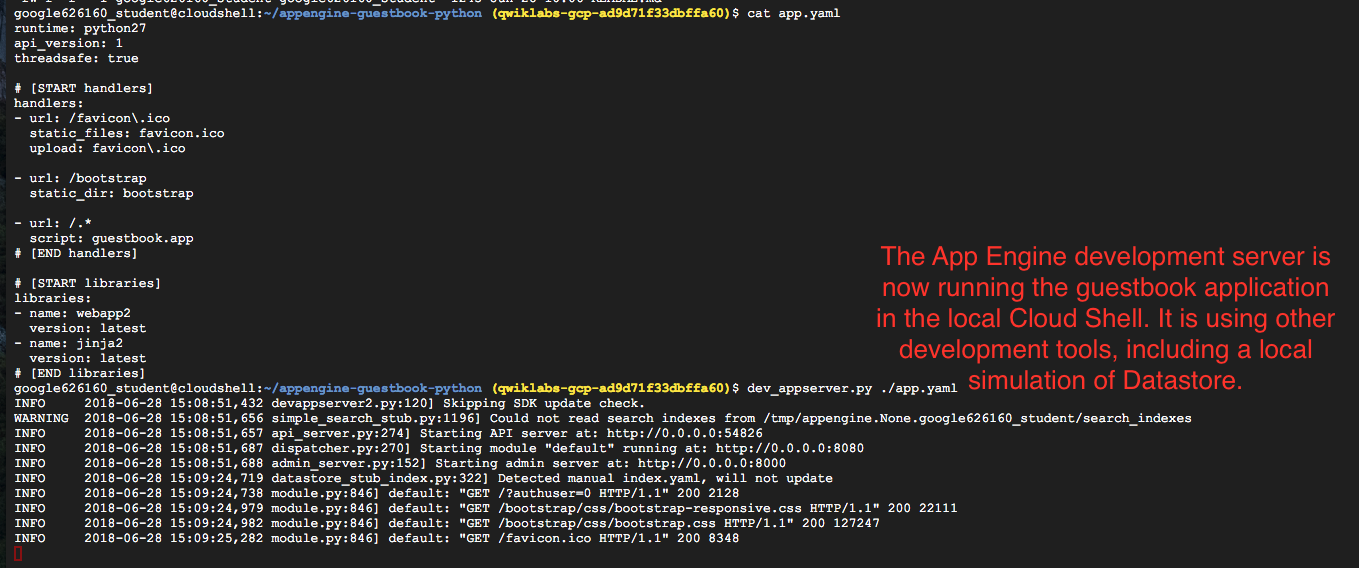 google626160_student@cloudshell:~/appengine-guestbook-python (qwiklabs-gcp-ad9d71f33dbffa60)$ cat app.yaml
runtime: python27
api_version: 1
threadsafe: true
# [START handlers]
handlers:
- url: /favicon\.ico
  static_files: favicon.ico
  upload: favicon\.ico
- url: /bootstrap
  static_dir: bootstrap
- url: /.*
  script: guestbook.app
# [END handlers]
# [START libraries]
libraries:
- name: webapp2
  version: latest
- name: jinja2
  version: latest
# [END libraries]
The App Engine development server is
now running the guestbook application
in the local Cloud Shell. It is using other
development tools, including a local
simulation of Datastore.
google626160_student@cloudshell:~/appengine-guestbook-python (qwiklabs-gcp-ad9d71f33dbffa60)$ dev_appserver.py ./app.yaml
INFO     2018-06-28 15:08:51,432 devappserver2.py:120] Skipping SDK update check.
WARNING  2018-06-28 15:08:51,656 simple_search_stub.py:1196] Could not read search indexes from /tmp/appengine.None.google626160_student/search_indexes
INFO     2018-06-28 15:08:51,657 api_server.py:274] Starting API server at: http://0.0.0.0:54826
INFO     2018-06-28 15:08:51,687 dispatcher.py:270] Starting module "default" running at: http://0.0.0.0:8080
INFO     2018-06-28 15:08:51,688 admin_server.py:152] Starting admin server at: http://0.0.0.0:8000
INFO     2018-06-28 15:09:24,719 datastore_stub_index.py:322] Detected manual index.yaml, will not update
INFO     2018-06-28 15:09:24,738 module.py:846] default: "GET /?authuser=0 HTTP/1.1" 200 2128
INFO     2018-06-28 15:09:24,979 module.py:846] default: "GET /bootstrap/css/bootstrap-responsive.css HTTP/1.1" 200 22111
INFO     2018-06-28 15:09:24,982 module.py:846] default: "GET /bootstrap/css/bootstrap.css HTTP/1.1" 200 127247
INFO     2018-06-28 15:09:25,282 module.py:846] default: "GET /favicon.ico HTTP/1.1" 200 8348